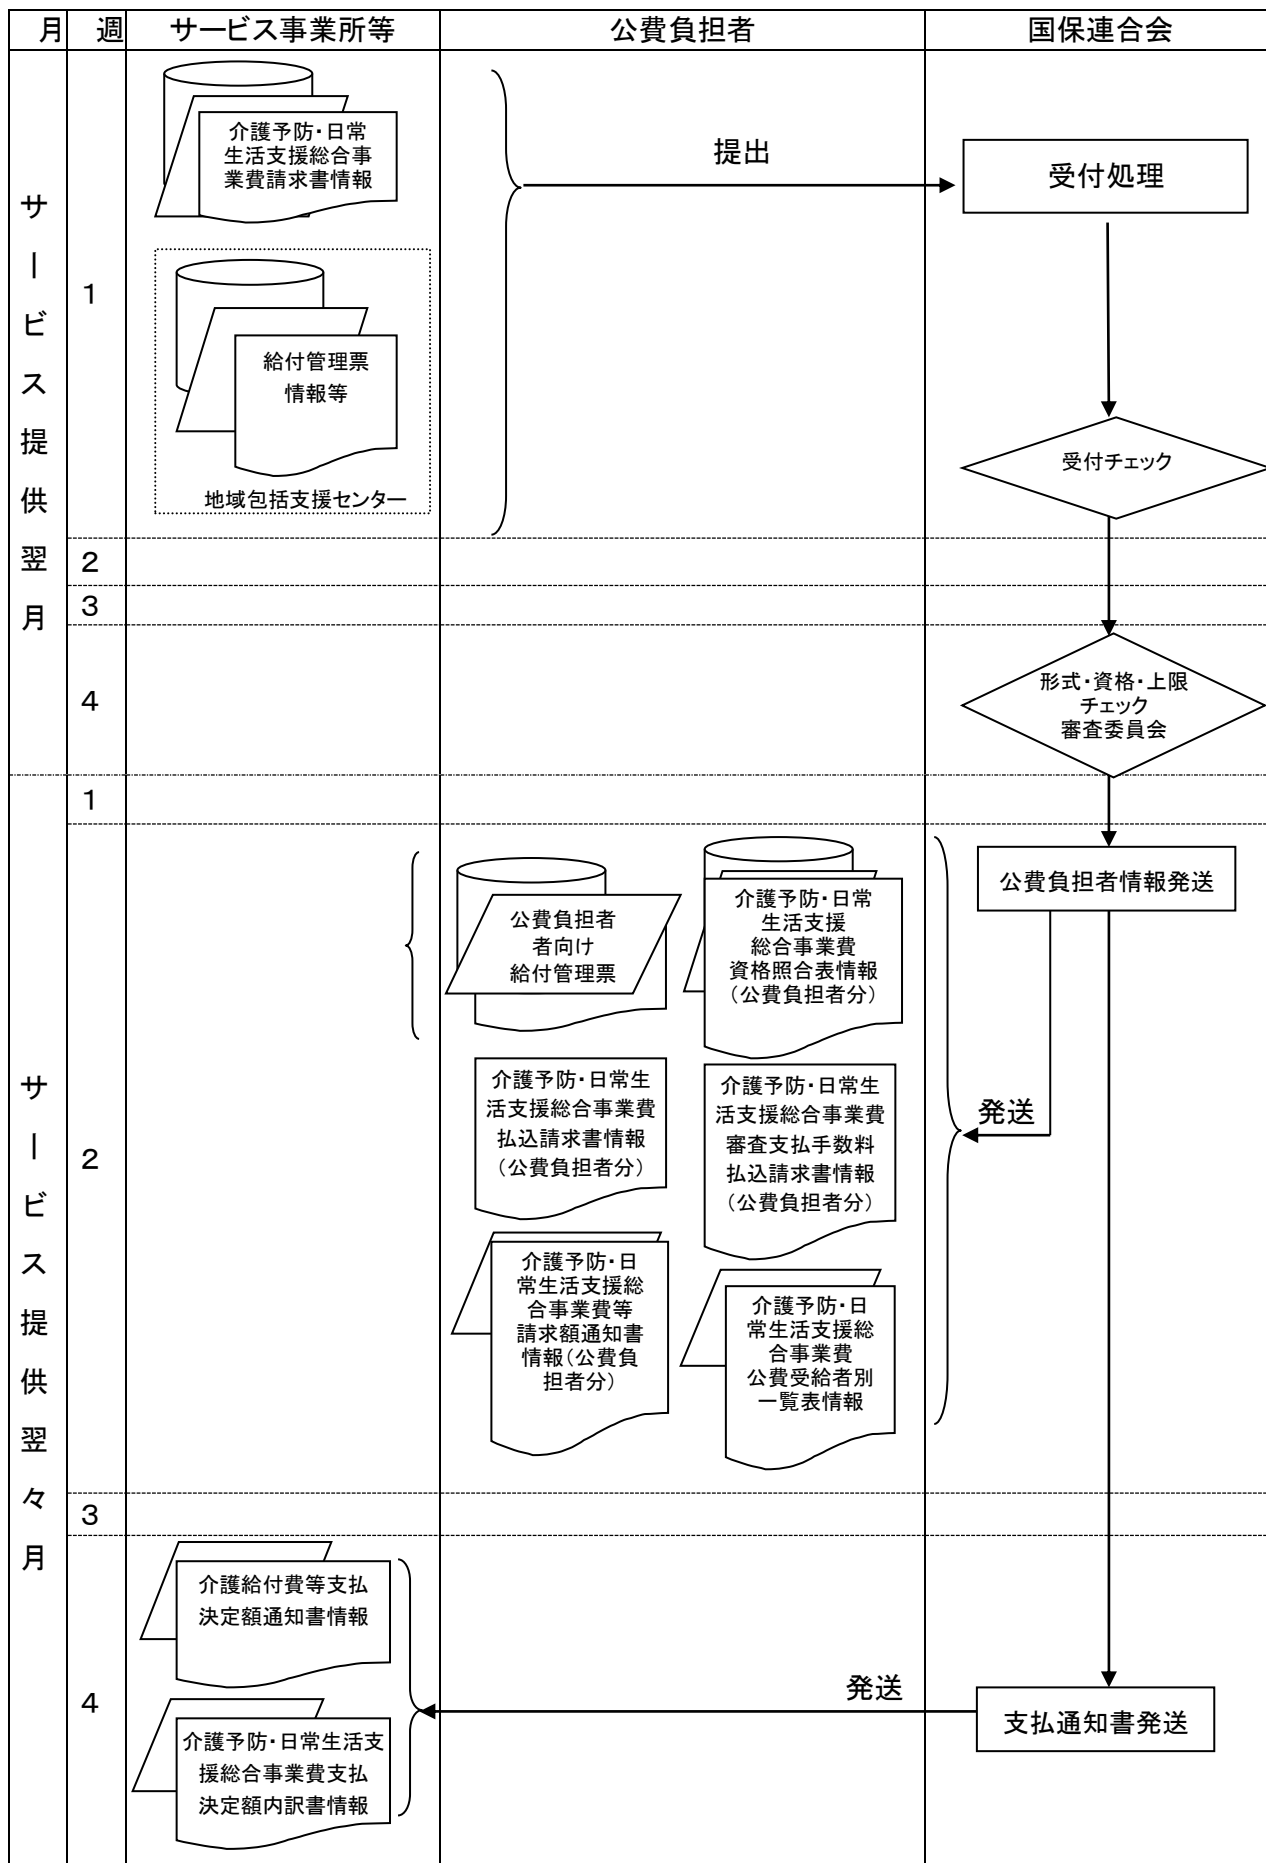 月
週
サービス事業所等
公費負担者
国保連合会
サービス提供翌月
1
介護予防・日常
生活支援総合事
業費請求書情報
提出
受付処理
給付管理票
情報等
地域包括支援センター
受付チェック
2
3
4
形式・資格・上限
チェック
審査委員会
サービス提供翌々月
1
2
公費負担者
者向け
給付管理票
介護予防・日常
生活支援
総合事業費
資格照合表情報
（公費負担者分）
公費負担者情報発送
介護予防・日常生
活支援総合事業費
払込請求書情報
（公費負担者分）
介護予防・日常生
活支援総合事業費
審査支払手数料
払込請求書情報
（公費負担者分）
発送
介護予防・日
常生活支援総
合事業費等
請求額通知書
情報（公費負
担者分）
介護予防・日
常生活支援総
合事業費
公費受給者別
一覧表情報
3
4
介護給付費等支払
決定額通知書情報
介護予防・日常生活支
援総合事業費支払
決定額内訳書情報
発送
支払通知書発送